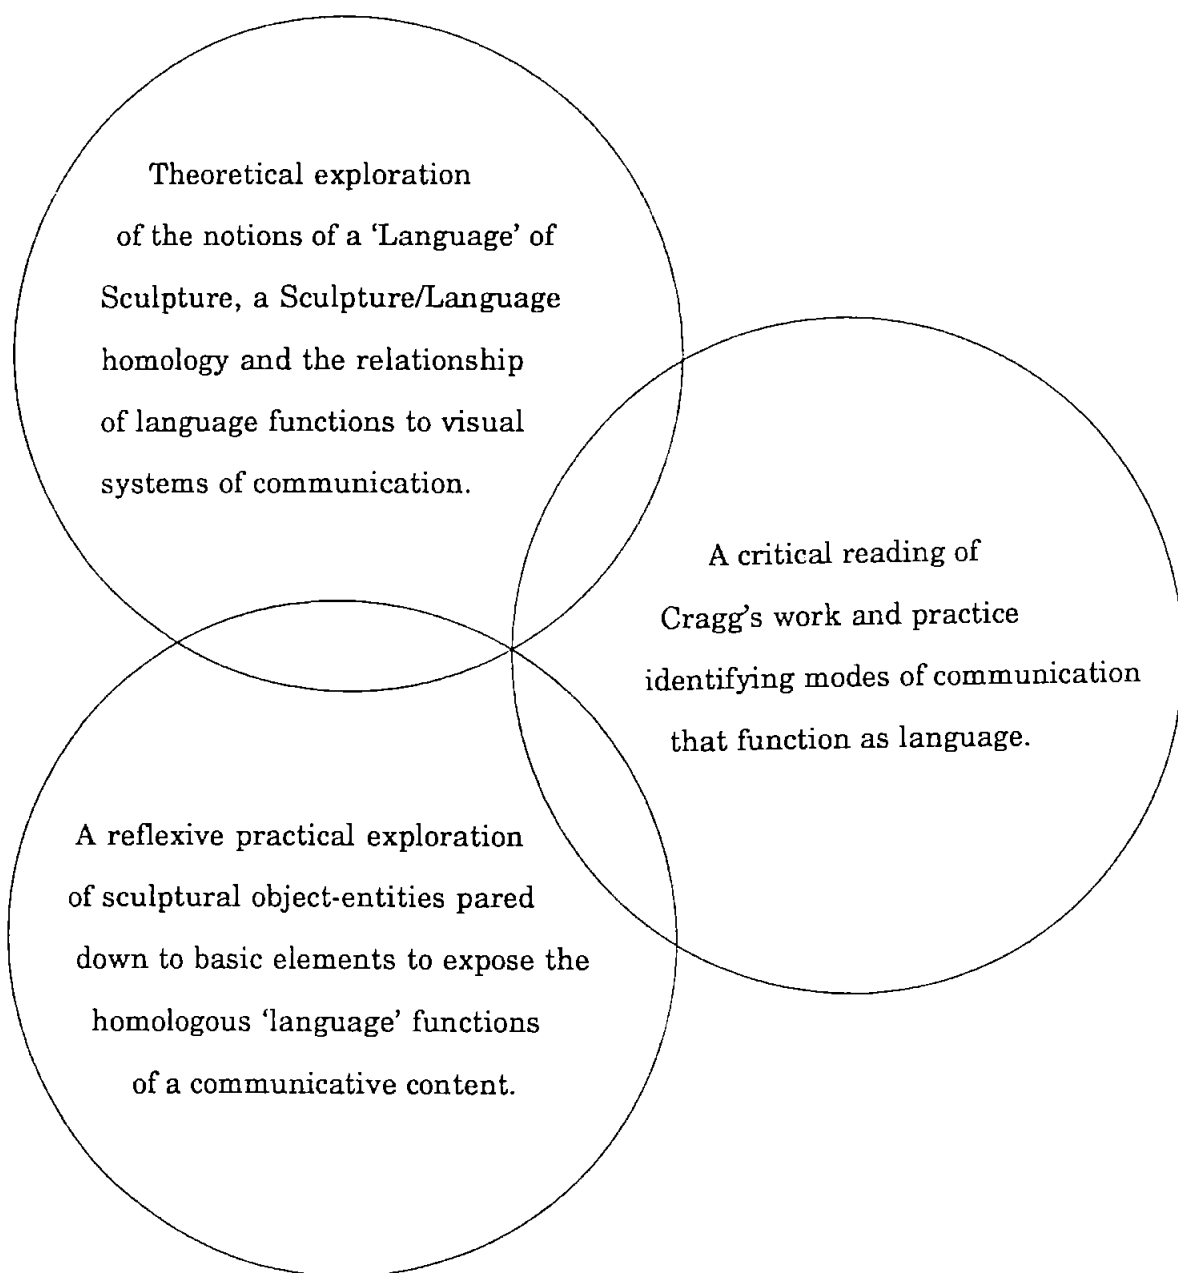 Theoretical exploration
of the notions of a ‘Language’ of
Sculpture, a Sculpture/Language
homology and the relationship
of language functions to visual
systems of communication.
A critical reading of
Cragg’s work and practice
identifying modes of communication
that function as language.
A reflexive practical exploration
of sculptural object-entities pared
down to basic elements to expose the
homologous ‘language’ functions
of a communicative content.